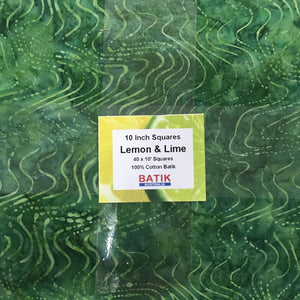 10 Inch Squares
Lemon & Lime
40 x 10" Squares
100% Cotton Batik
BATIK
AUSTRALIA